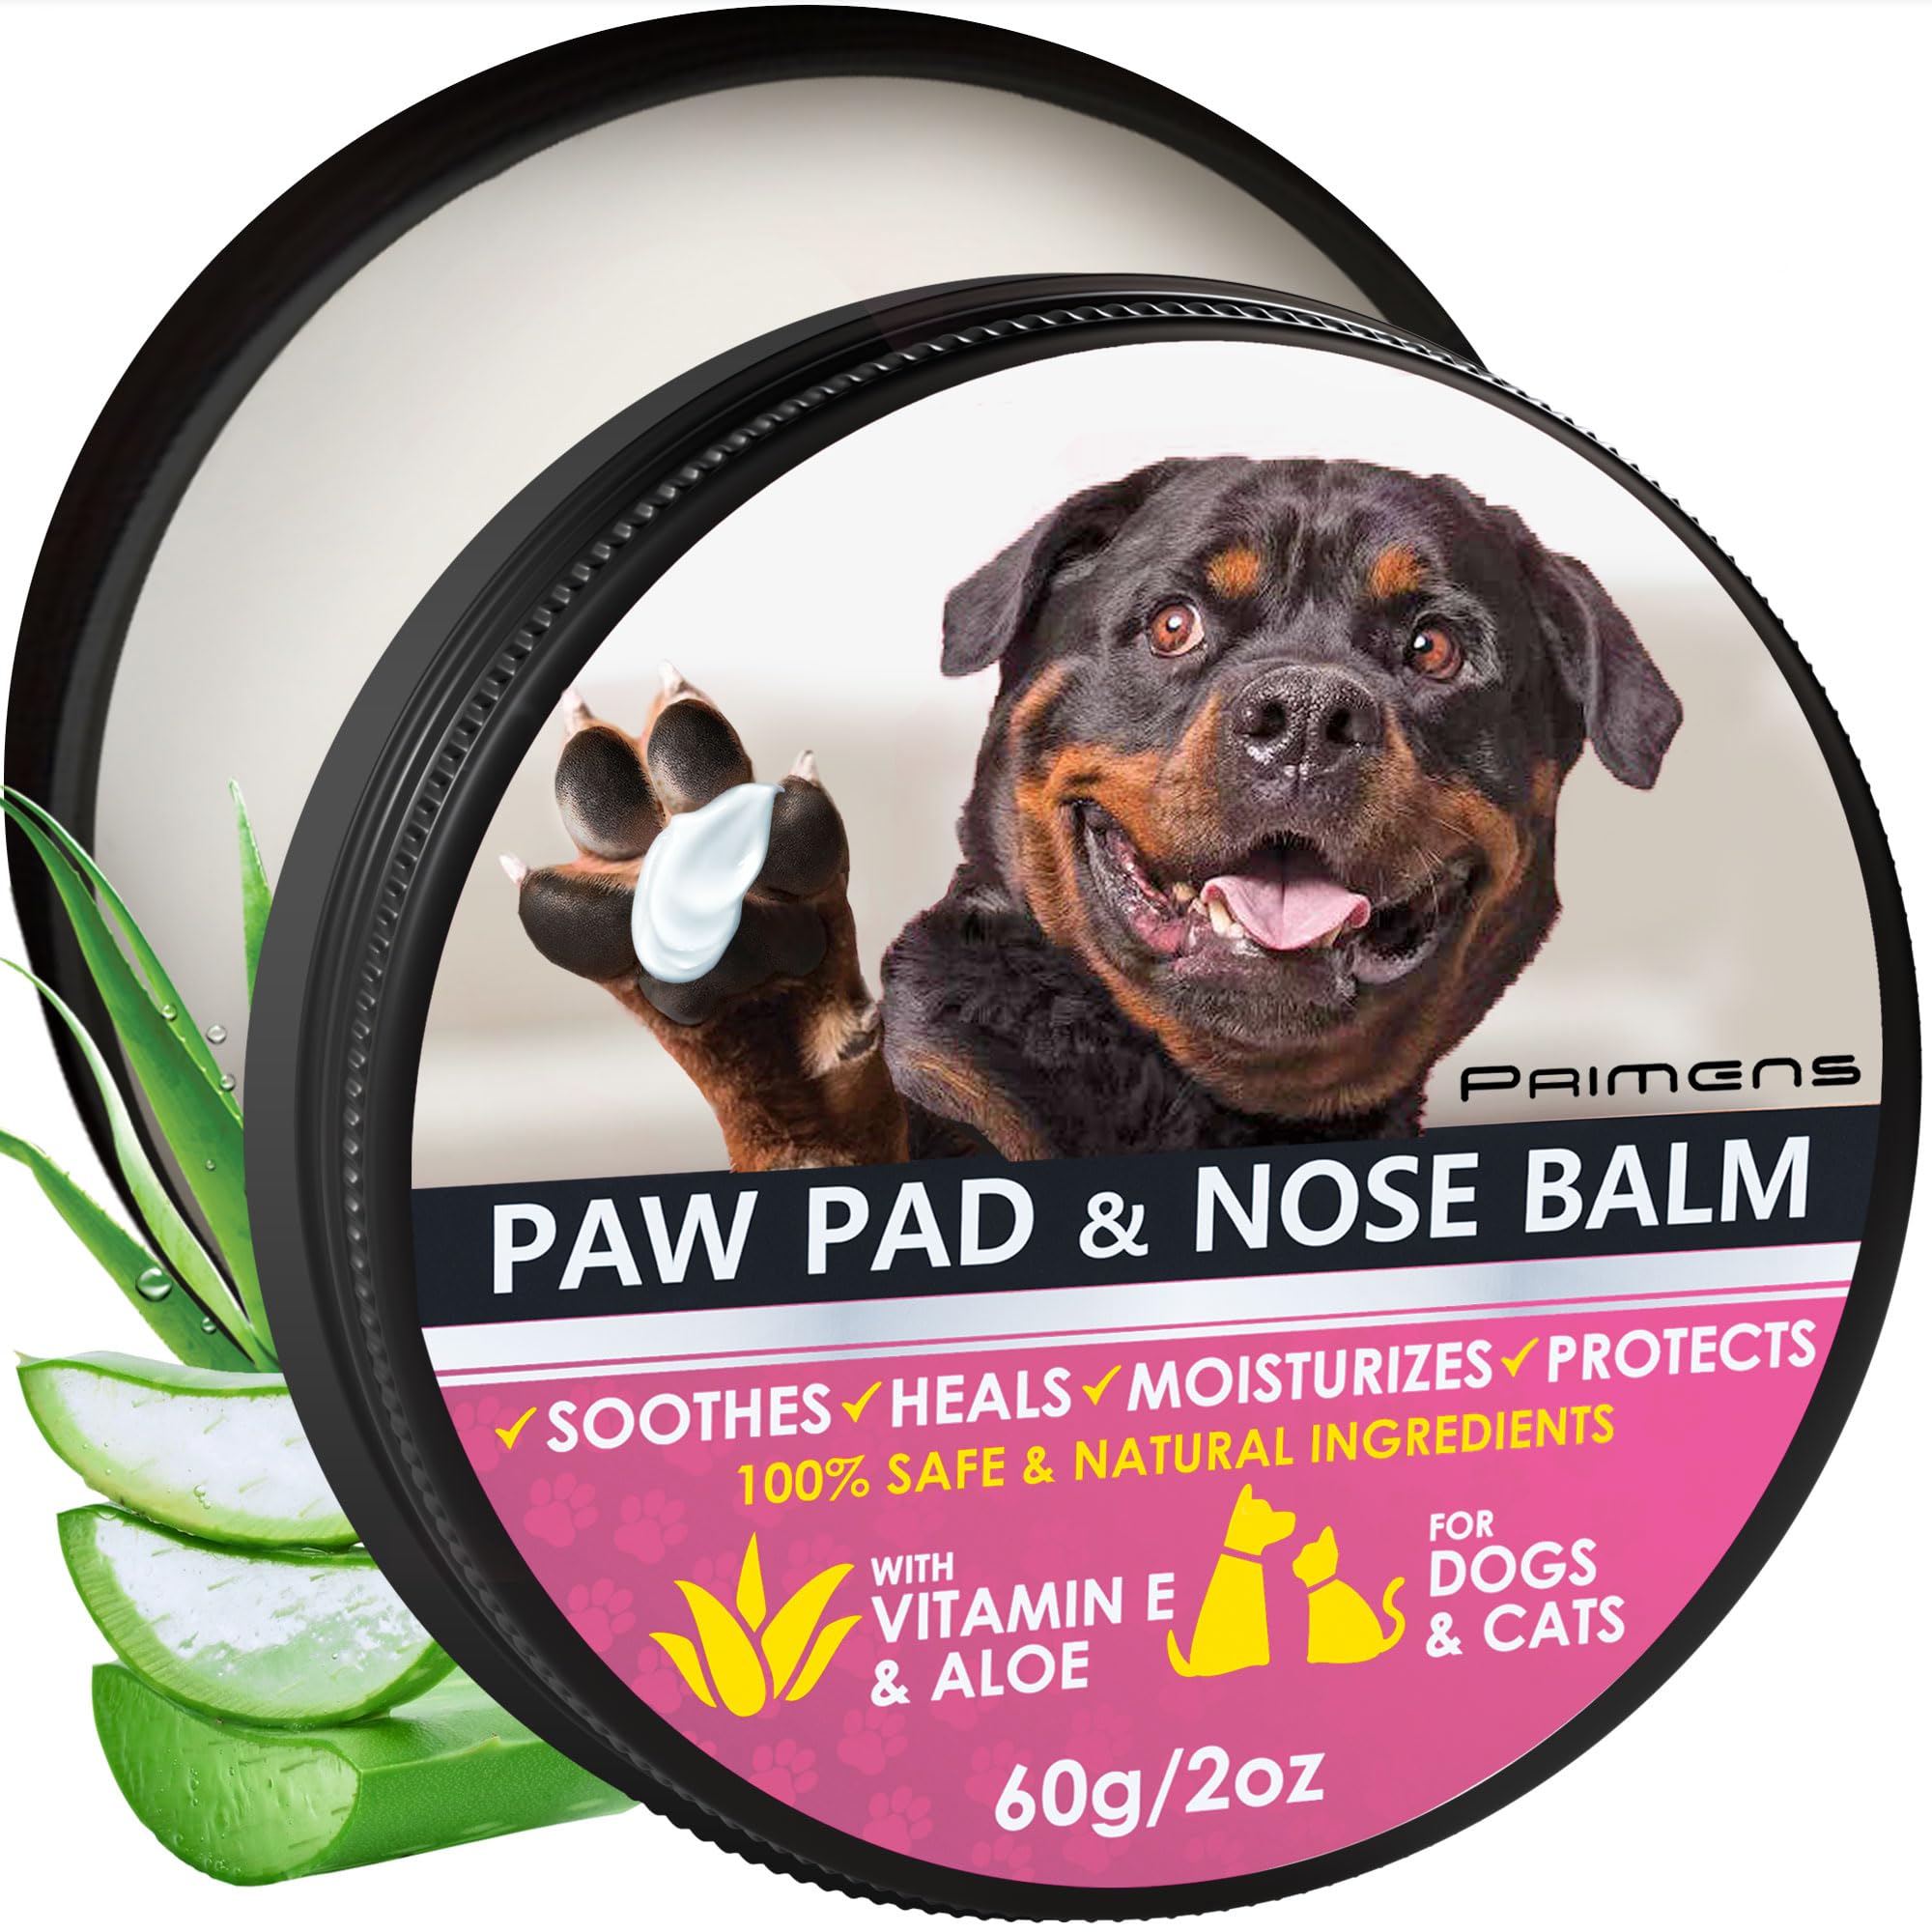 PRIMENS
PAW PAD & NOSE BALM
✓SOOTHES✓HEALS✓MOISTURIZES✓PROTECTS
100% SAFE & NATURAL INGREDIENTS
WITH
VITAMIN E
& ALOE
FOR
DOGS
& CATS
60g/2oz